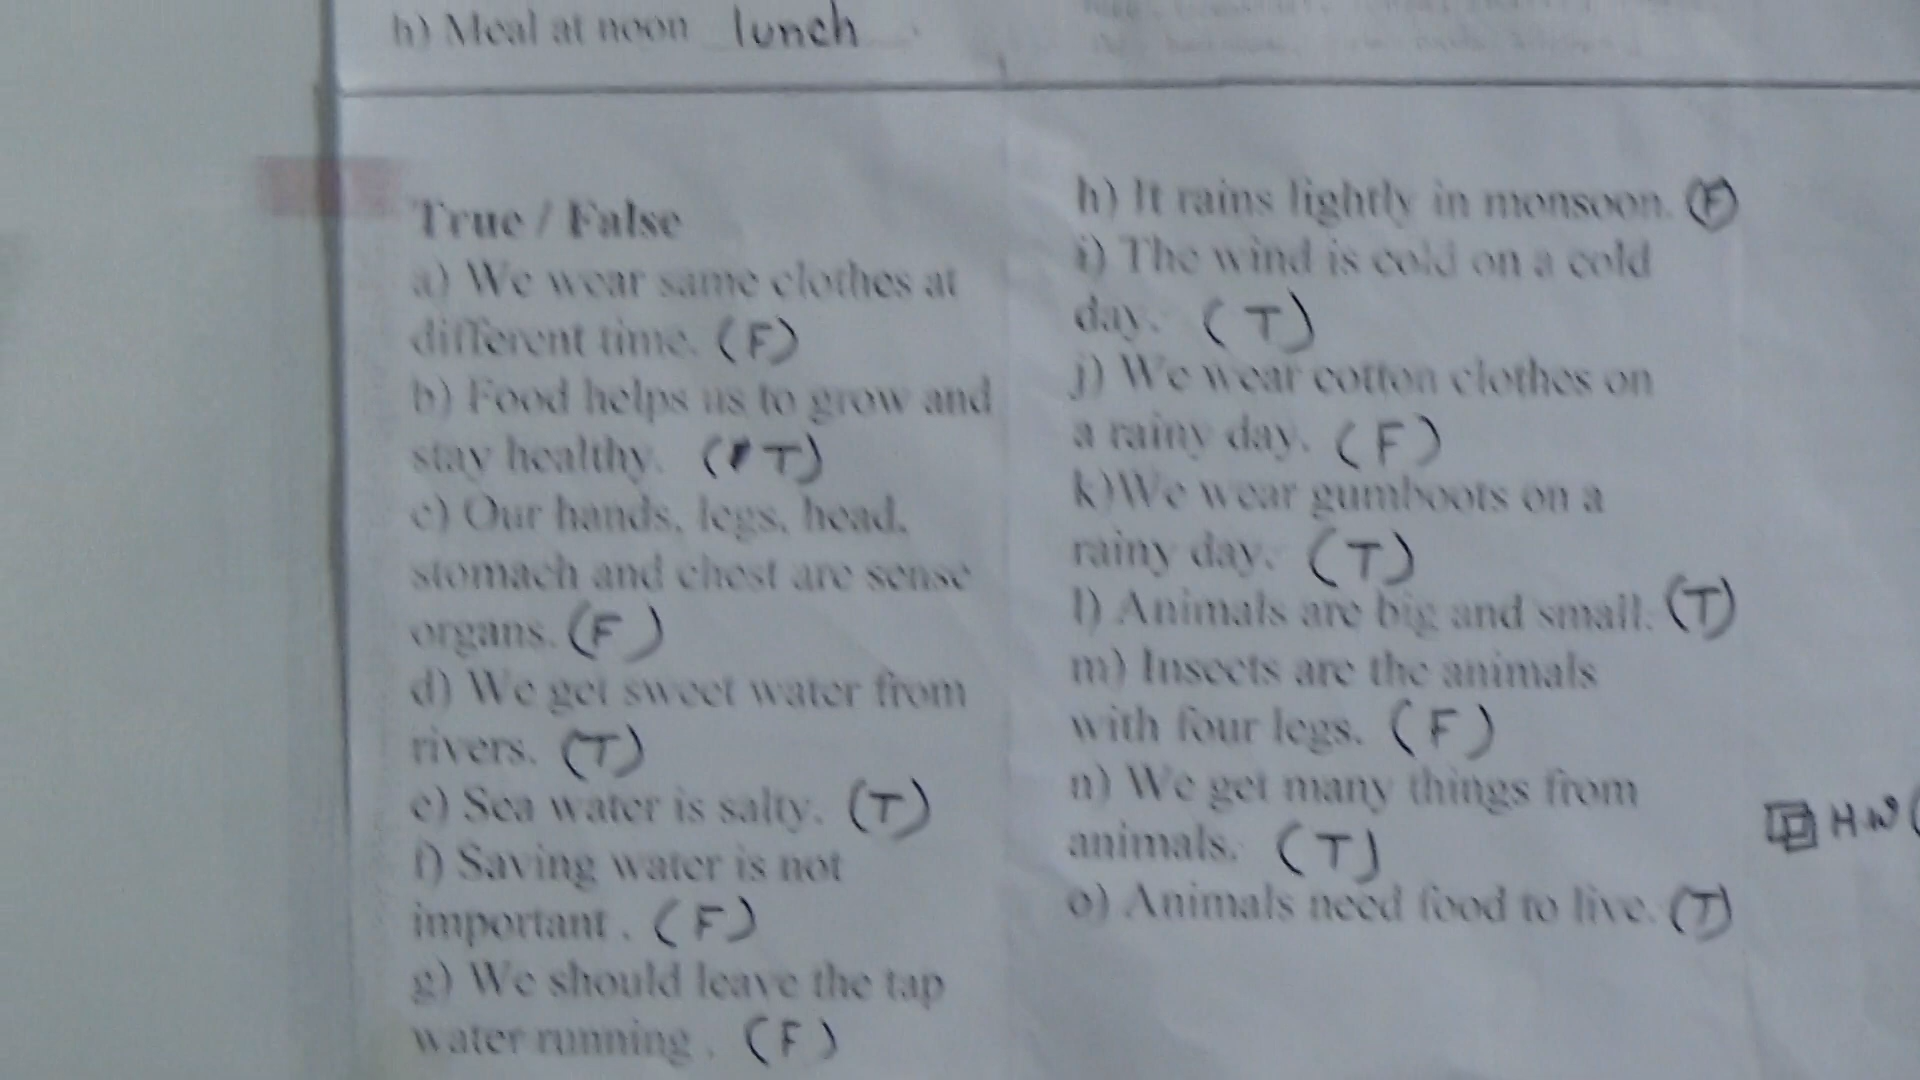 h) Meal at noon lunch
True / False
a) We wear same clothes at
different time. (F)
b) Food helps us to grow and
stay healthy. (T)
c) Our hands, legs, head,
stomach and chest are sense
organs. (F)
d) We get sweet water from
rivers. (T)
e) Sea water is salty. (T)
f) Saving water is not
important . (F)
g) We should leave the tap
water running . (F)
h) It rains lightly in monsoon. (F)
i) The wind is cold on a cold
day. (T)
j) We wear cotton clothes on
a rainy day. (F)
k)We wear gumboots on a
rainy day. (T)
l) Animals are big and small. (T)
m) Insects are the animals
with four legs. (F)
n) We get many things from
animals. (T)
o) Animals need food to live. (T)
H.W